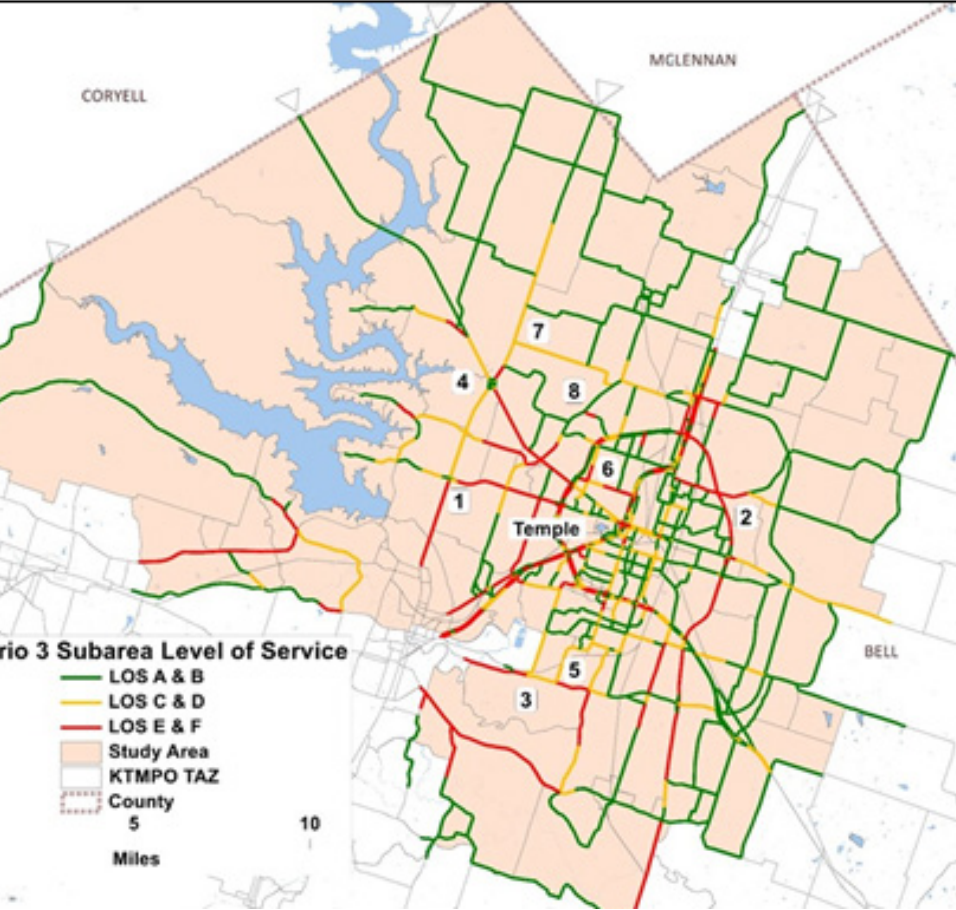 MCLENNAN
CORYELL
7
4
8
6
1
2
Temple
BELL
5
3
rio 3 Subarea Level of Service
LOS A & B
LOS C & D
LOS E & F
Study Area
KTMPO TAZ
County
5 10
Miles